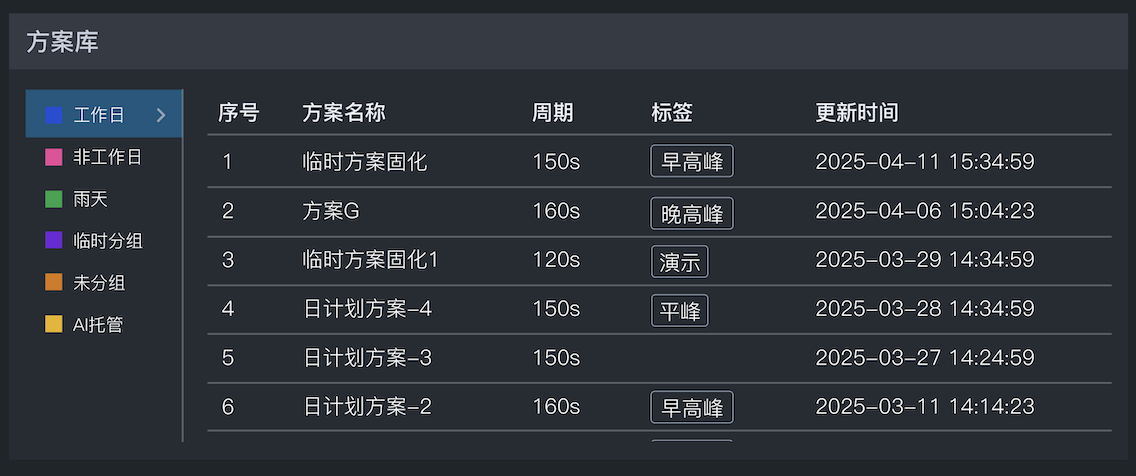 方案库
工作日
非工作日
雨天
临时分组
未分组
AI托管
序号 方案名称 周期 标签 更新时间
1 临时方案固化 150s 早高峰 2025-04-11 15:34:59
2 方案G 160s 晚高峰 2025-04-06 15:04:23
3 临时方案固化1 120s 演示 2025-03-29 14:34:59
4 日计划方案-4 150s 平峰 2025-03-28 14:34:59
5 日计划方案-3 150s 2025-03-27 14:24:59
6 日计划方案-2 160s 早高峰 2025-03-11 14:14:23